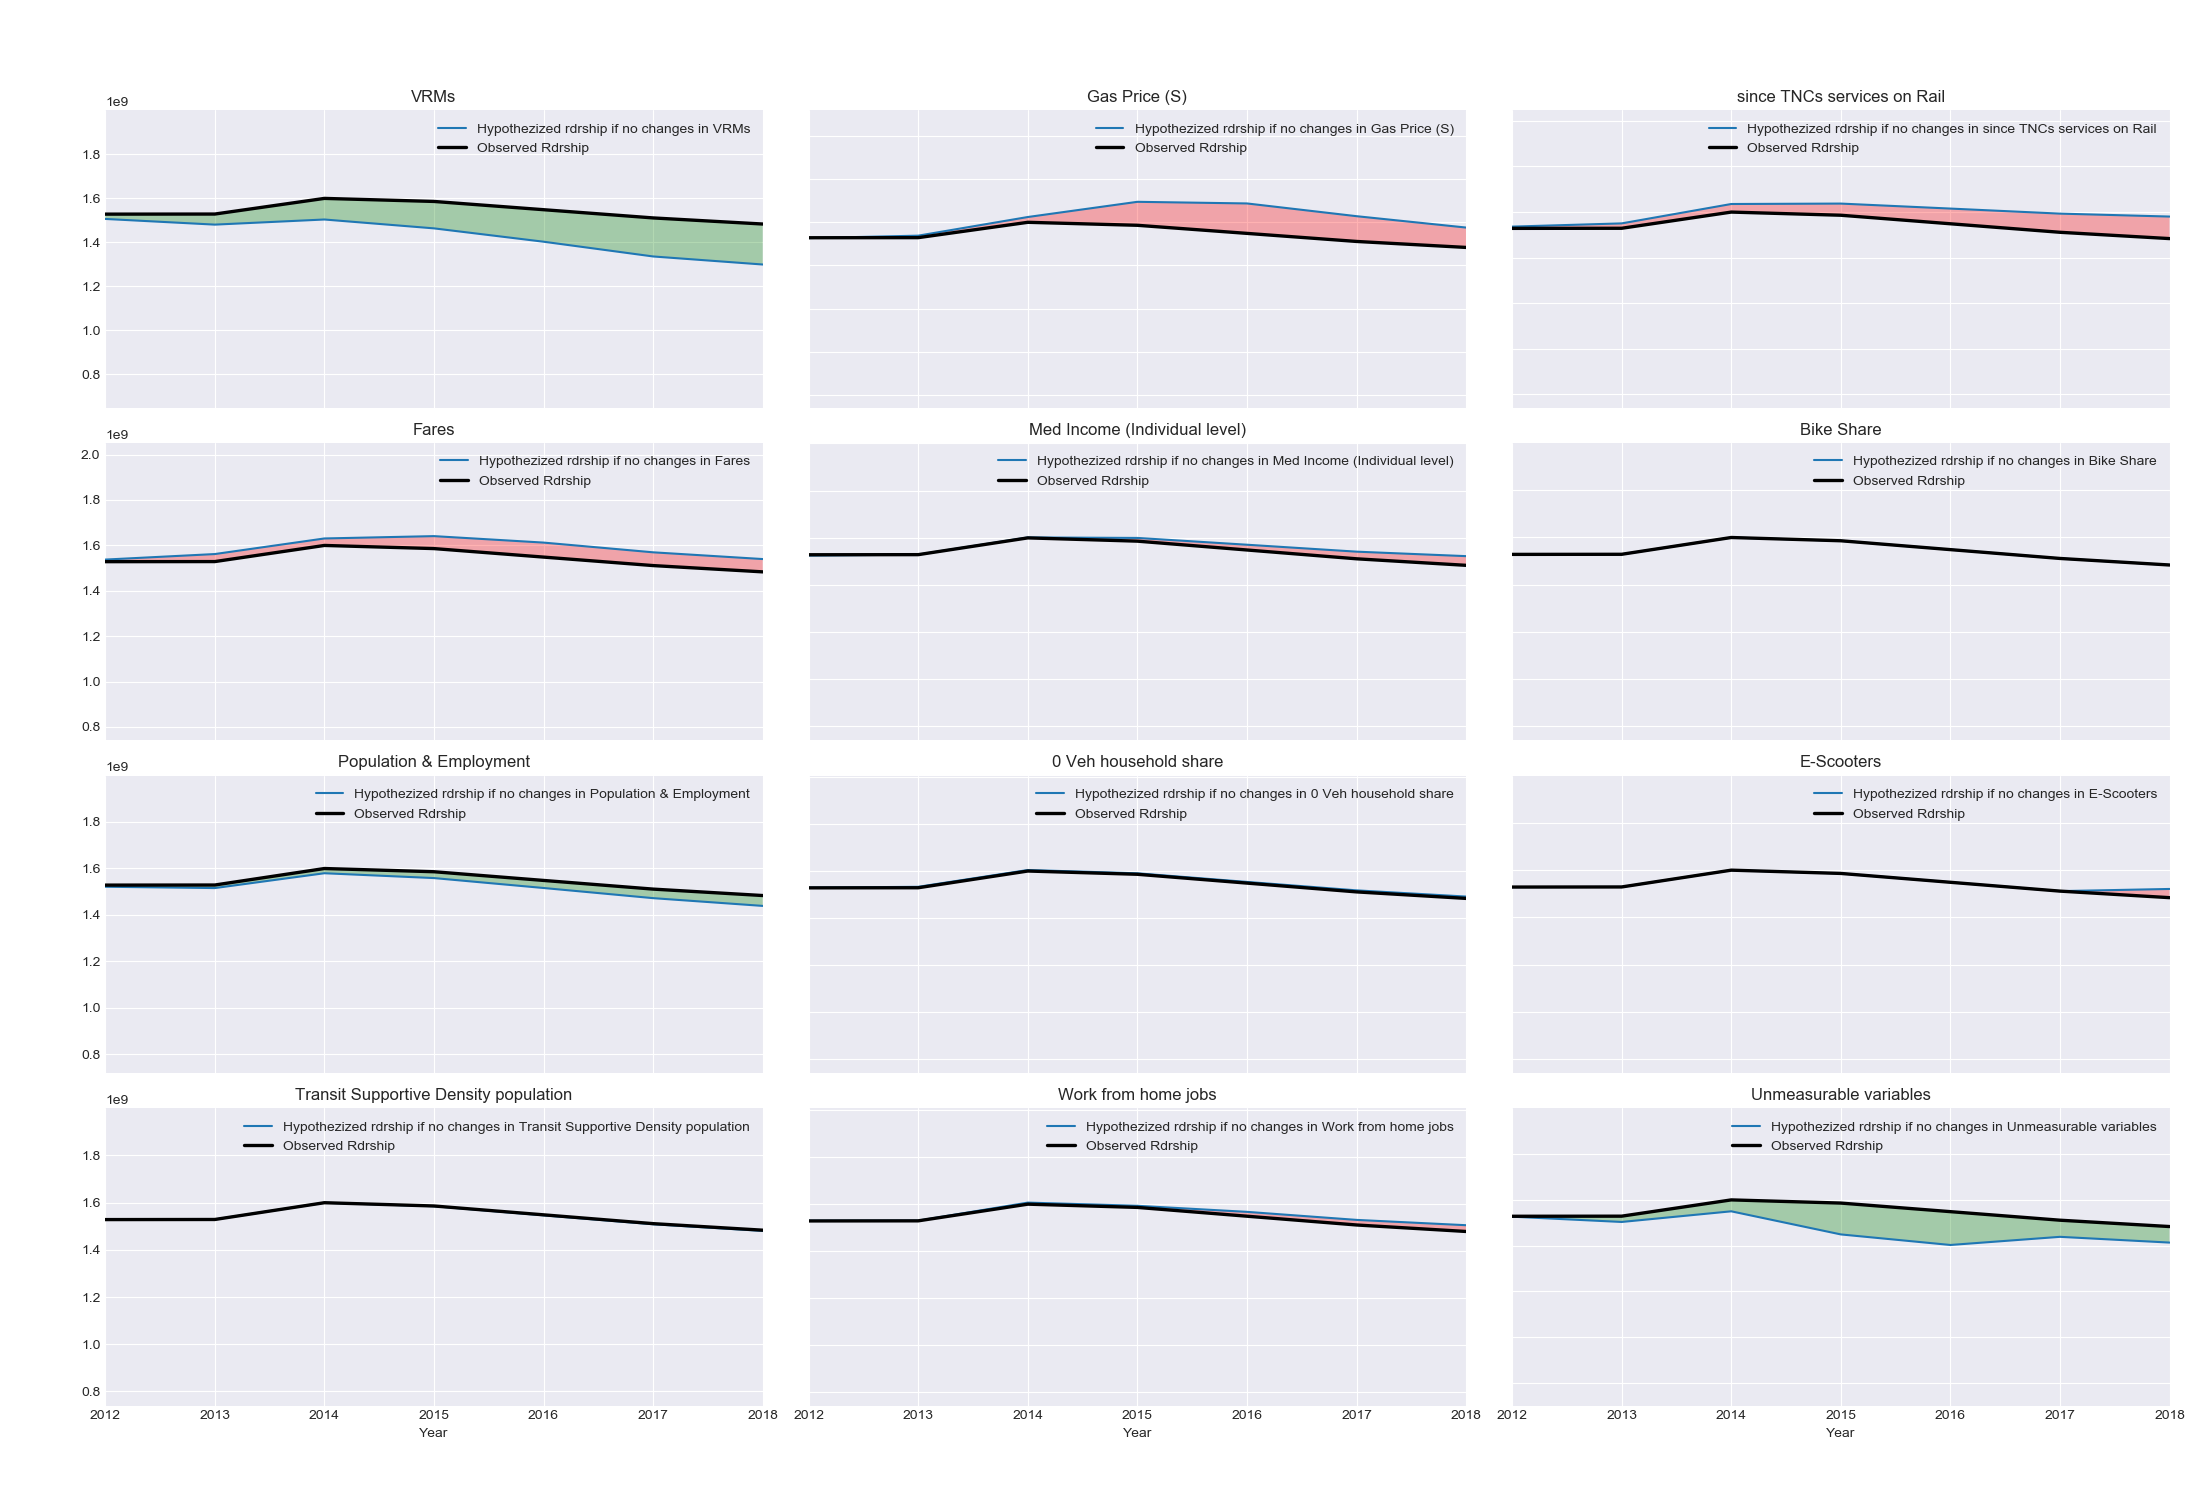 VRMs
1e9
Hypothezized rdrship if no changes in VRMs
Observed Rdrship
1.8
1.6
1.4
1.2
1.0
0.8
Gas Price (S)
Hypothezized rdrship if no changes in Gas Price (S)
Observed Rdrship
since TNCs services on Rail
Hypothezized rdrship if no changes in since TNCs services on Rail
Observed Rdrship
Fares
1e9
Hypothezized rdrship if no changes in Fares
Observed Rdrship
2.0
1.8
1.6
1.4
1.2
1.0
0.8
Med Income (Individual level)
Hypothezized rdrship if no changes in Med Income (Individual level)
Observed Rdrship
Bike Share
Hypothezized rdrship if no changes in Bike Share
Observed Rdrship
Population & Employment
1e9
Hypothezized rdrship if no changes in Population & Employment
Observed Rdrship
1.8
1.6
1.4
1.2
1.0
0.8
0 Veh household share
Hypothezized rdrship if no changes in 0 Veh household share
Observed Rdrship
E-Scooters
Hypothezized rdrship if no changes in E-Scooters
Observed Rdrship
Transit Supportive Density population
1e9
Hypothezized rdrship if no changes in Transit Supportive Density population
Observed Rdrship
1.8
1.6
1.4
1.2
1.0
0.8
2012 2013 2014 2015 2016 2017 2018
Year
Work from home jobs
Hypothezized rdrship if no changes in Work from home jobs
Observed Rdrship
2012 2013 2014 2015 2016 2017 2018
Year
Unmeasurable variables
Hypothezized rdrship if no changes in Unmeasurable variables
Observed Rdrship
2012 2013 2014 2015 2016 2017 2018
Year